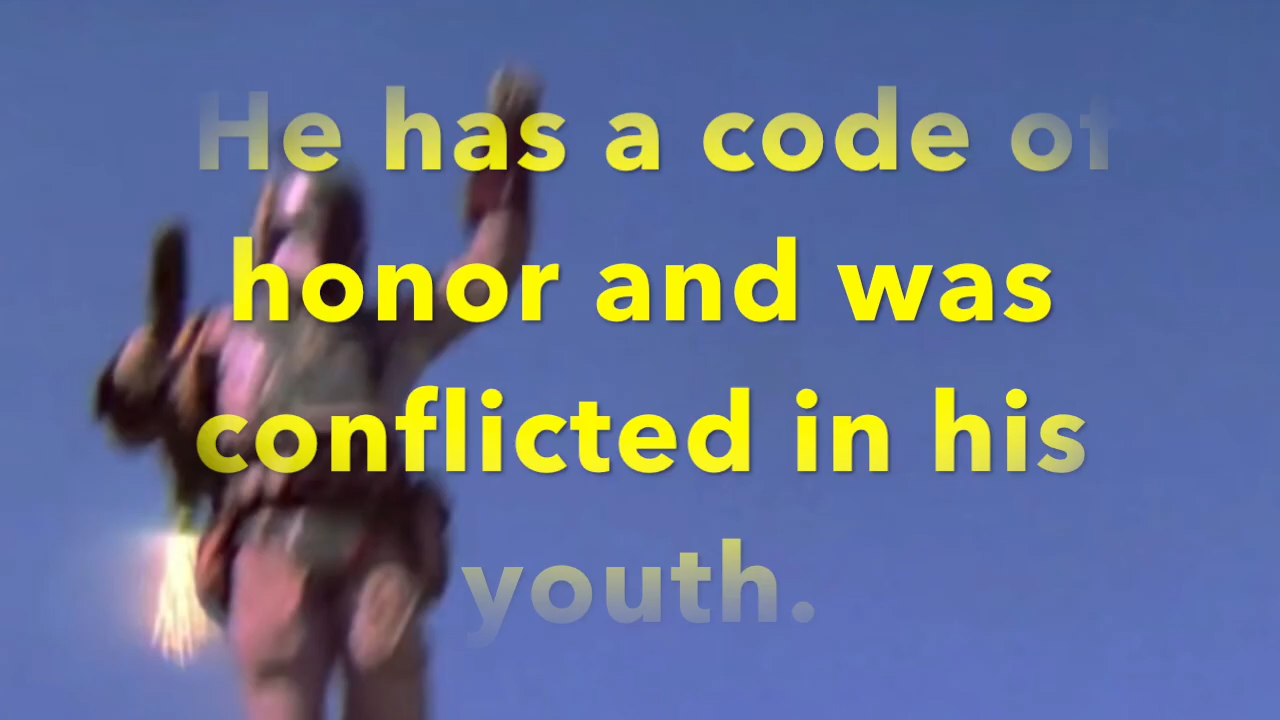 He has a code of
honor and was
conflicted in his
youth.